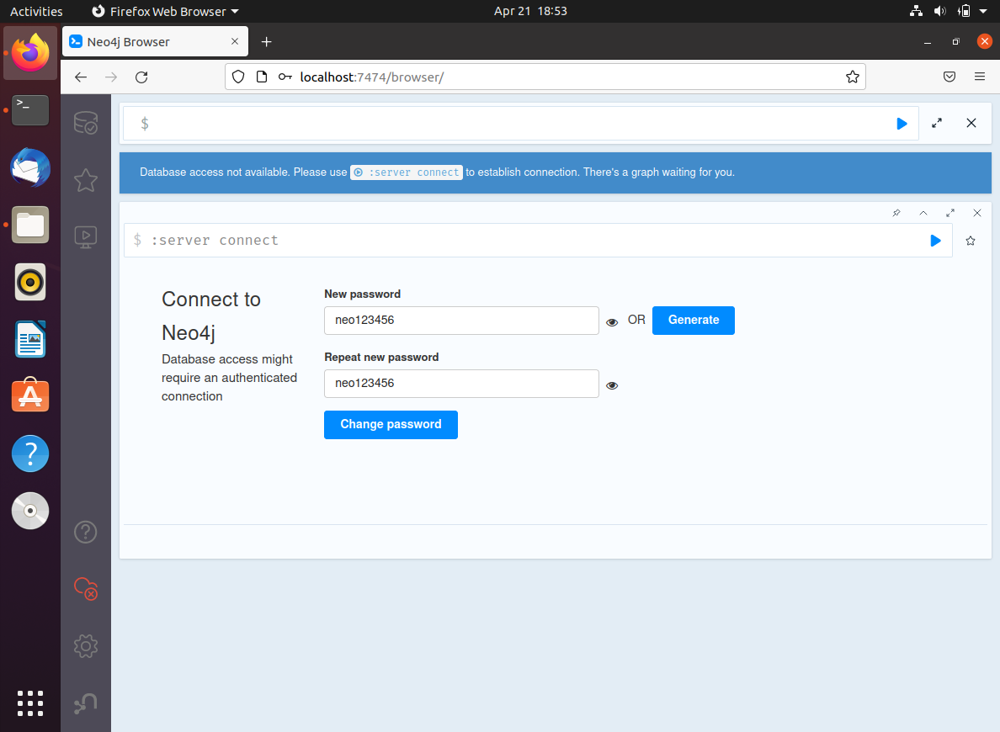 Activities
Firefox Web Browser
Apr 21 18:53
Neo4j Browser
localhost:7474/browser/
$
Database access not available. Please use :server connect to establish connection. There's a graph waiting for you.
$ :server connect
Connect to
Neo4j
Database access might
require an authenticated
connection
New password
neo123456
OR
Generate
Repeat new password
neo123456
Change password